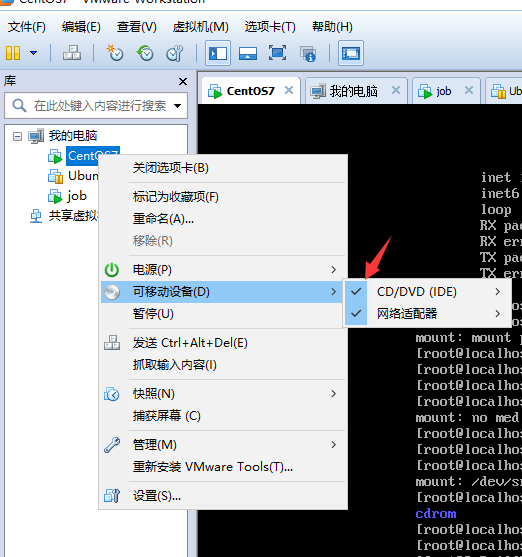 CentOS7 - VMware Workstation
文件(F) 编辑(E) 查看(V) 虚拟机(M) 选项卡(T) 帮助(H)
库
在此处键入内容进行搜索
CentOS7 我的电脑 job Ubu
我的电脑
CentOS7
Ubun
job
共享虚拟
关闭选项卡(B)
标记为收藏项(F)
重命名(A)...
移除(R)
电源(P)
可移动设备(D)
暂停(U)
发送 Ctrl+Alt+Del(E)
抓取输入内容(I)
快照(N)
捕获屏幕 (C)
管理(M)
重新安装 VMware Tools(T)...
设置(S)...
CD/DVD (IDE)
网络适配器
inet
inet6
loop
RX pac
RX err
TX pac
TX err
mount: mount p
[root@localhos
[root@localhos
[root@localhos
[root@localhos
mount: no med
[root@localhos
[root@localhos
[root@localhos
mount: /dev/sr
[root@localhos
cdrom
[root@localhos
[root@localhos